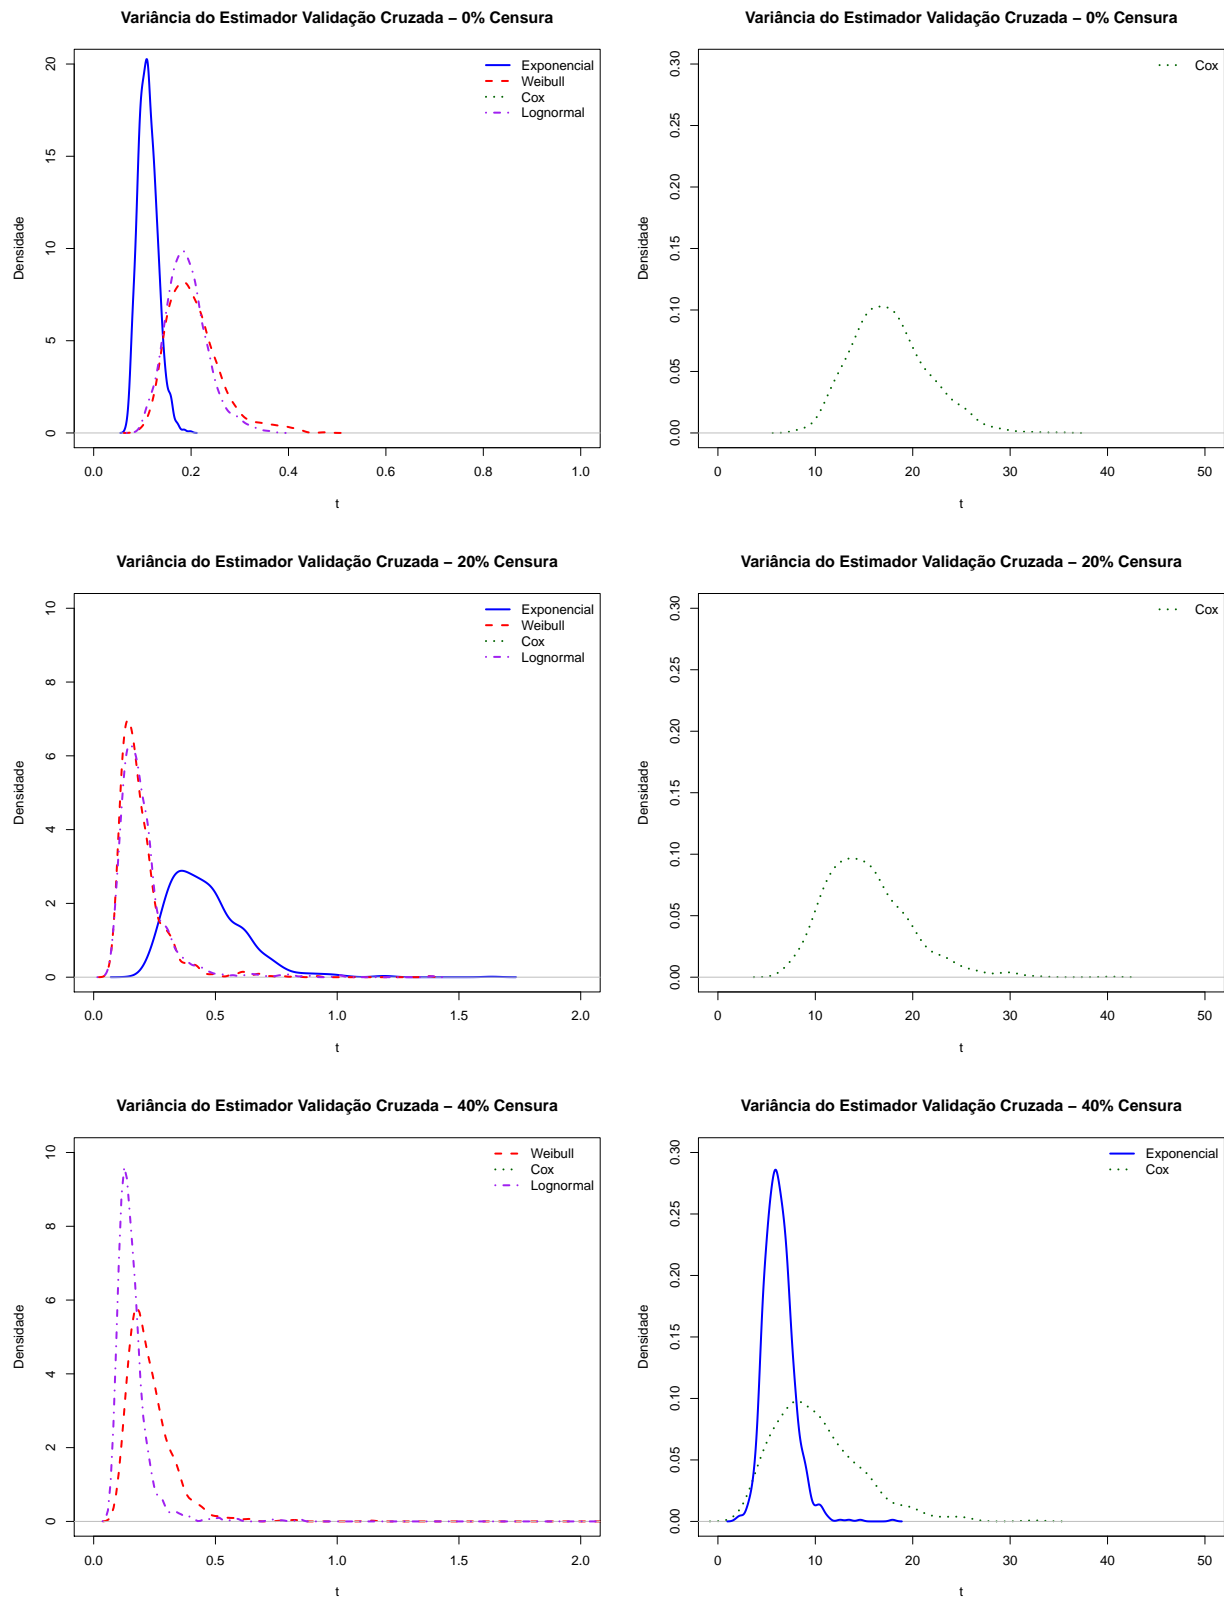 Variância do Estimador Validação Cruzada – 0% Censura
Densidade
0 5 10 15 20
Exponencial
Weibull
Cox
Lognormal
0.0 0.2 0.4 0.6 0.8 1.0
t
Variância do Estimador Validação Cruzada – 0% Censura
Densidade
0.00 0.05 0.10 0.15 0.20 0.25 0.30
Cox
0 10 20 30 40 50
t
Variância do Estimador Validação Cruzada – 20% Censura
Densidade
0 2 4 6 8 10
Exponencial
Weibull
Cox
Lognormal
0.0 0.5 1.0 1.5 2.0
t
Variância do Estimador Validação Cruzada – 20% Censura
Densidade
0.00 0.05 0.10 0.15 0.20 0.25 0.30
Cox
0 10 20 30 40 50
t
Variância do Estimador Validação Cruzada – 40% Censura
Densidade
0 2 4 6 8 10
Weibull
Cox
Lognormal
0.0 0.5 1.0 1.5 2.0
t
Variância do Estimador Validação Cruzada – 40% Censura
Densidade
0.00 0.05 0.10 0.15 0.20 0.25 0.30
Exponencial
Cox
0 10 20 30 40 50
t